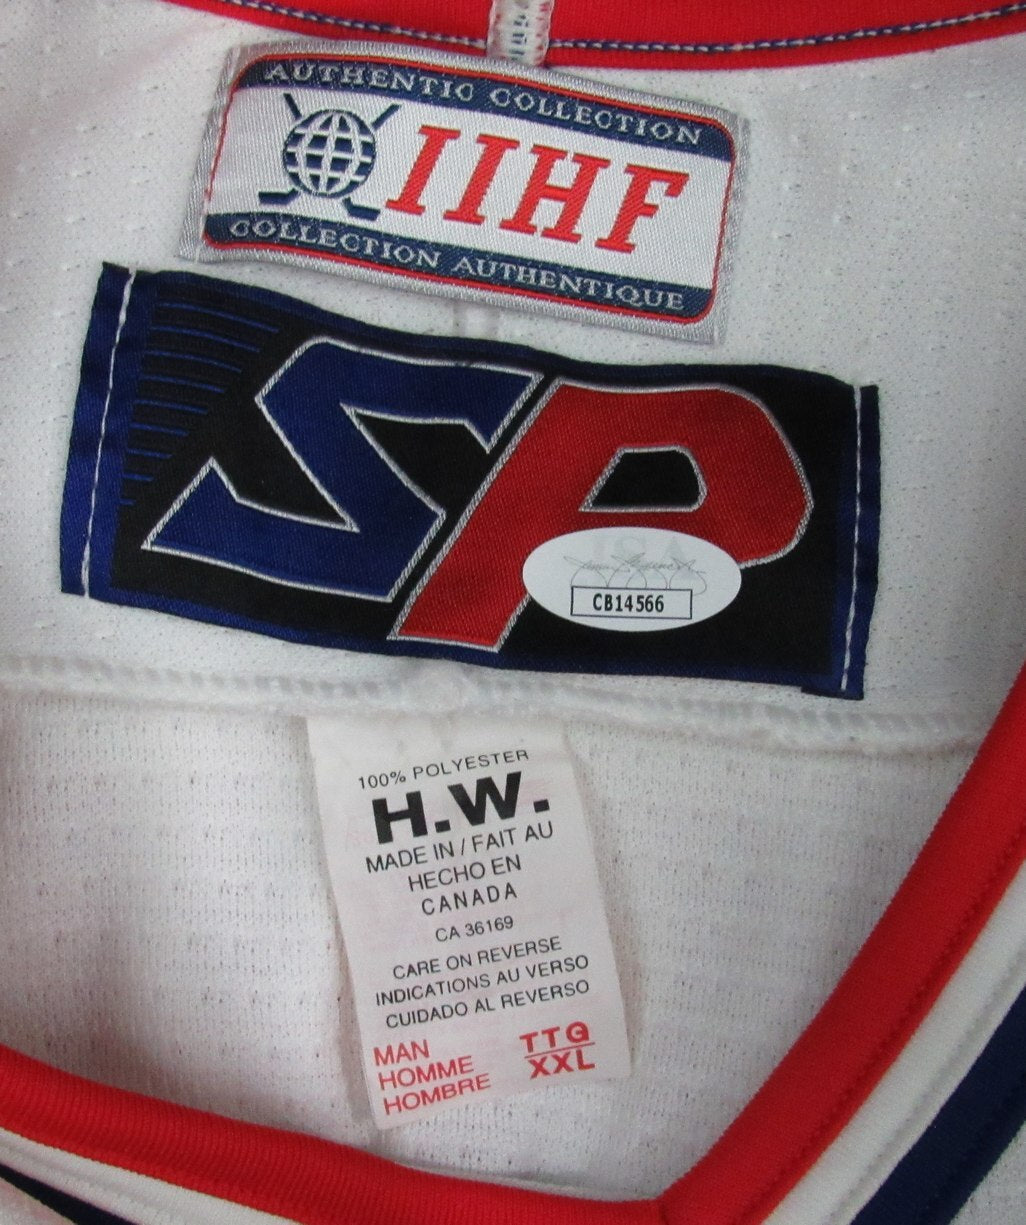 AUTHENTIC COLLECTION
IIHF
COLLECTION AUTHENTIQUE
SP
JSA
CB14566
100% POLYESTER
H.W.
MADE IN / FAIT AU
HECHO EN
CANADA
CA 36169
CARE ON REVERSE
INDICATIONS AU VERSO
CUIDADO AL REVERSO
MAN
HOMME
HOMBRE
TTG
XXL